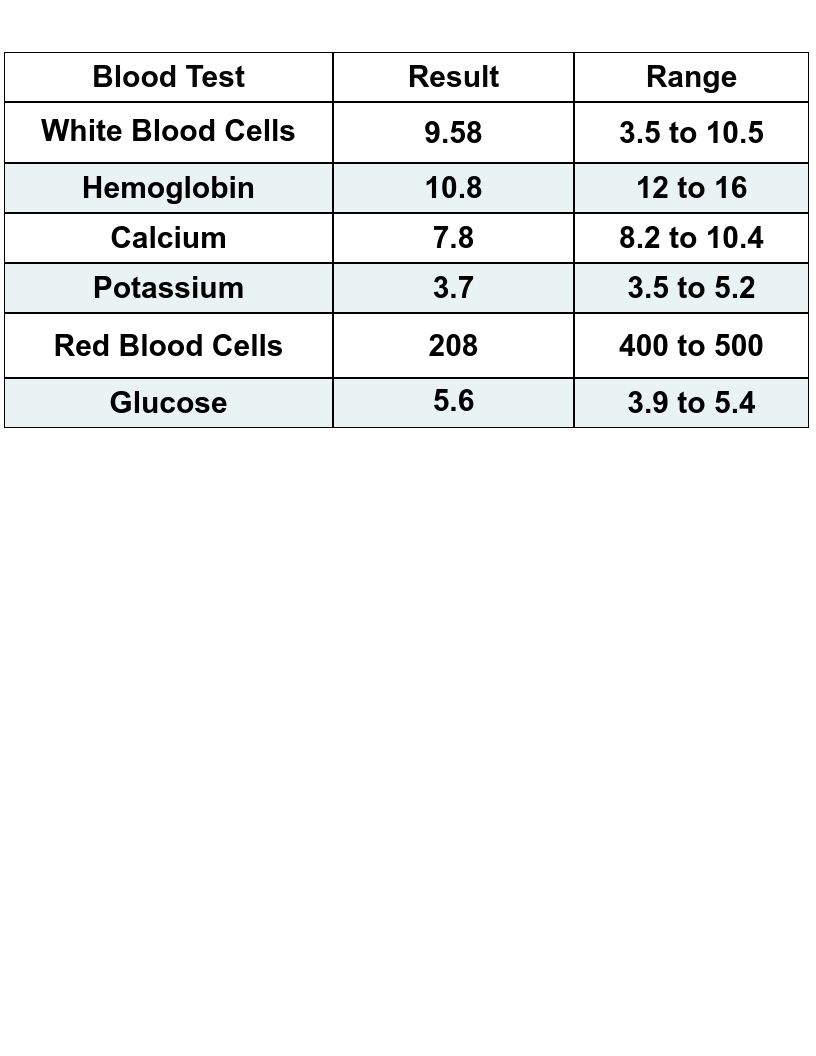 Blood Test Result Range
White Blood Cells 9.58 3.5 to 10.5
Hemoglobin 10.8 12 to 16
Calcium 7.8 8.2 to 10.4
Potassium 3.7 3.5 to 5.2
Red Blood Cells 208 400 to 500
Glucose 5.6 3.9 to 5.4